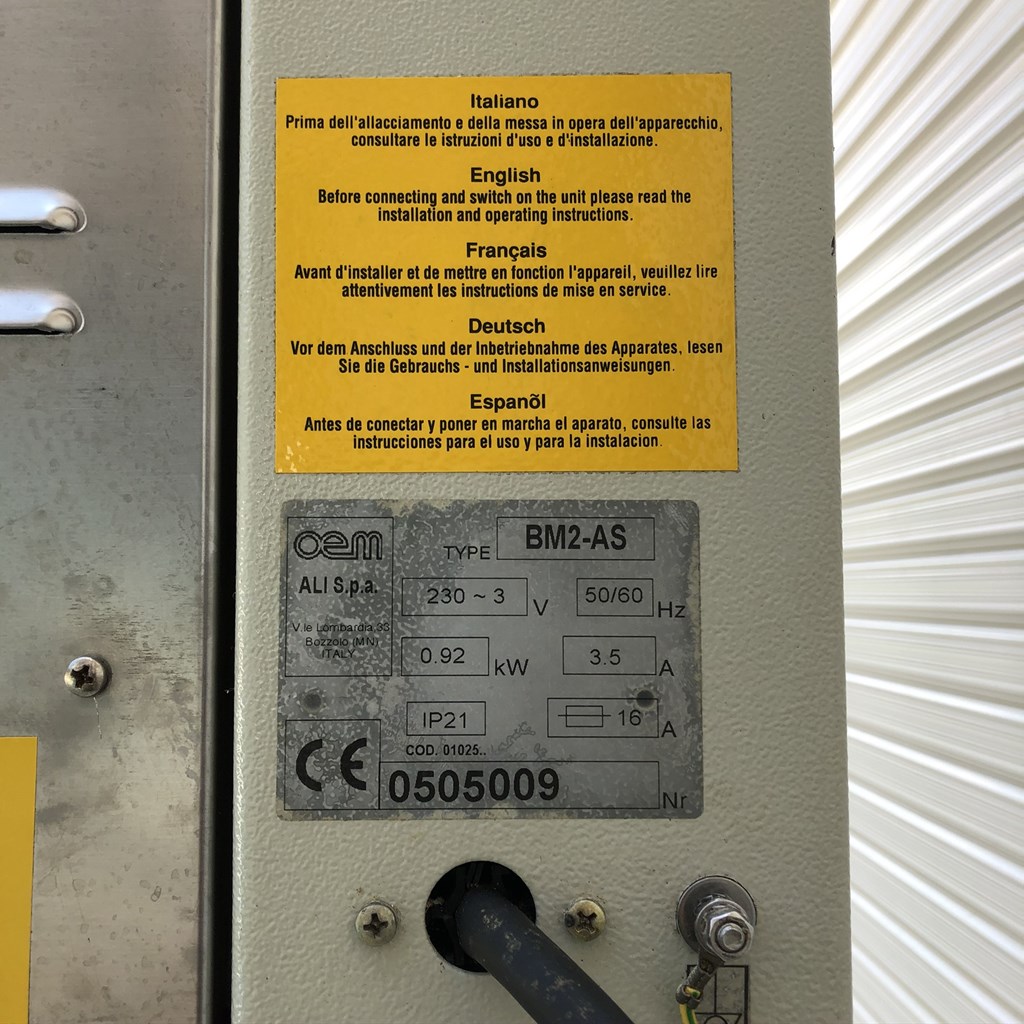 Italiano
Prima dell'allacciamento e della messa in opera dell'apparecchio,
consultare le istruzioni d'uso e d'installazione.
English
Before connecting and switch on the unit please read the
installation and operating instructions.
Français
Avant d'installer et de mettre en fonction l'appareil, veuillez lire
attentivement les instructions de mise en service.
Deutsch
Vor dem Anschluss und der Inbetriebnahme des Apparates, lesen
Sie die Gebrauchs - und Installationsanweisungen.
Espanõl
Antes de conectar y poner en marcha el aparato, consulte las
instrucciones para el uso y para la instalacion.
oem
ALI S.p.a.
V.le Lombardia,33
Bozzolo (MN)
ITALY
TYPE BM2-AS
230 ~ 3 V 50/60 Hz
0.92 kW 3.5 A
IP21 16 A
COD. 01025..
CE 0505009 Nr